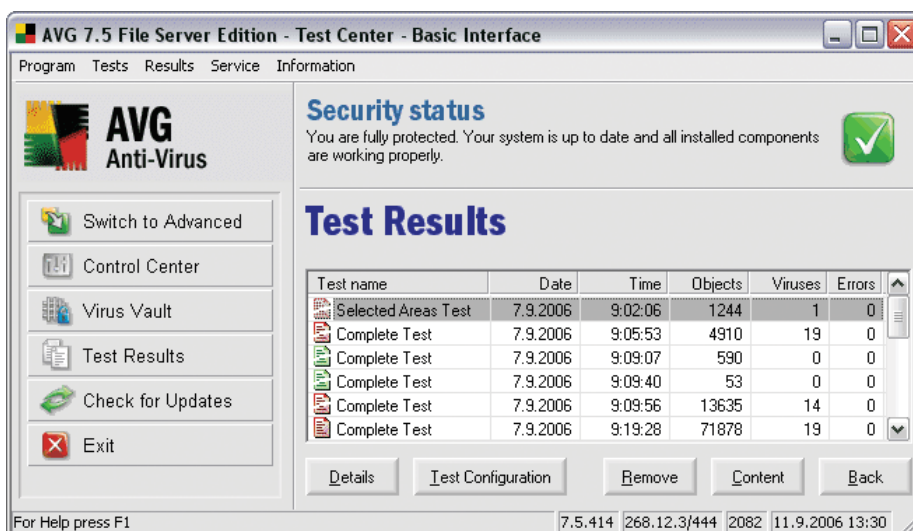 AVG 7.5 File Server Edition - Test Center - Basic Interface
Program Tests Results Service Information
AVG
Anti-Virus
Switch to Advanced
Control Center
Virus Vault
Test Results
Check for Updates
Exit
Security status
You are fully protected. Your system is up to date and all installed components
are working properly.
Test Results
Test name Date Time Objects Viruses Errors
Selected Areas Test 7.9.2006 9:02:06 1244 1 0
Complete Test 7.9.2006 9:05:53 4910 19 0
Complete Test 7.9.2006 9:09:07 590 0 0
Complete Test 7.9.2006 9:09:40 53 0 0
Complete Test 7.9.2006 9:09:56 13635 14 0
Complete Test 7.9.2006 9:19:28 71878 19 0
Details Test Configuration Remove Content Back
For Help press F1 7.5.414 268.12.3/444 2082 11.9.2006 13:30